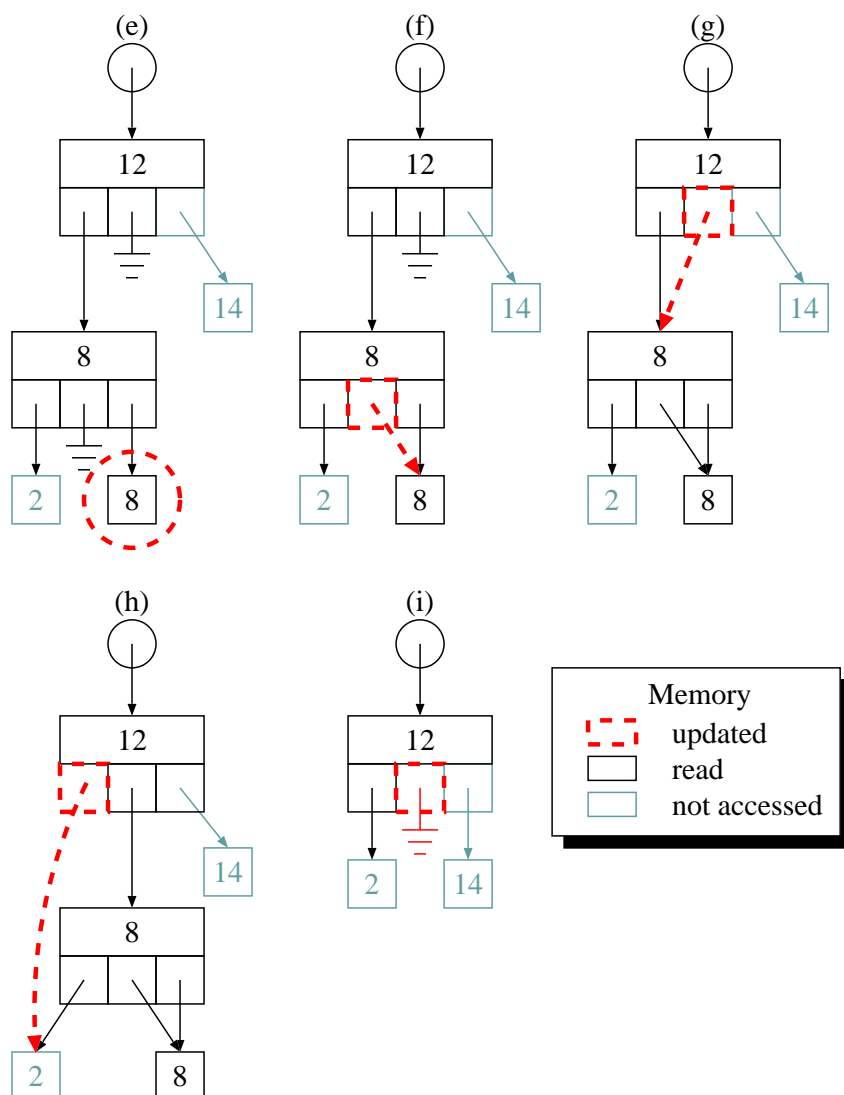 (e) (f) (g)
12 12 12
14 14 14
8 8 8
2 8 2 8 2 8
(h) (i)
12 12
14
2 14
8
2 8
Memory
updated
read
not accessed